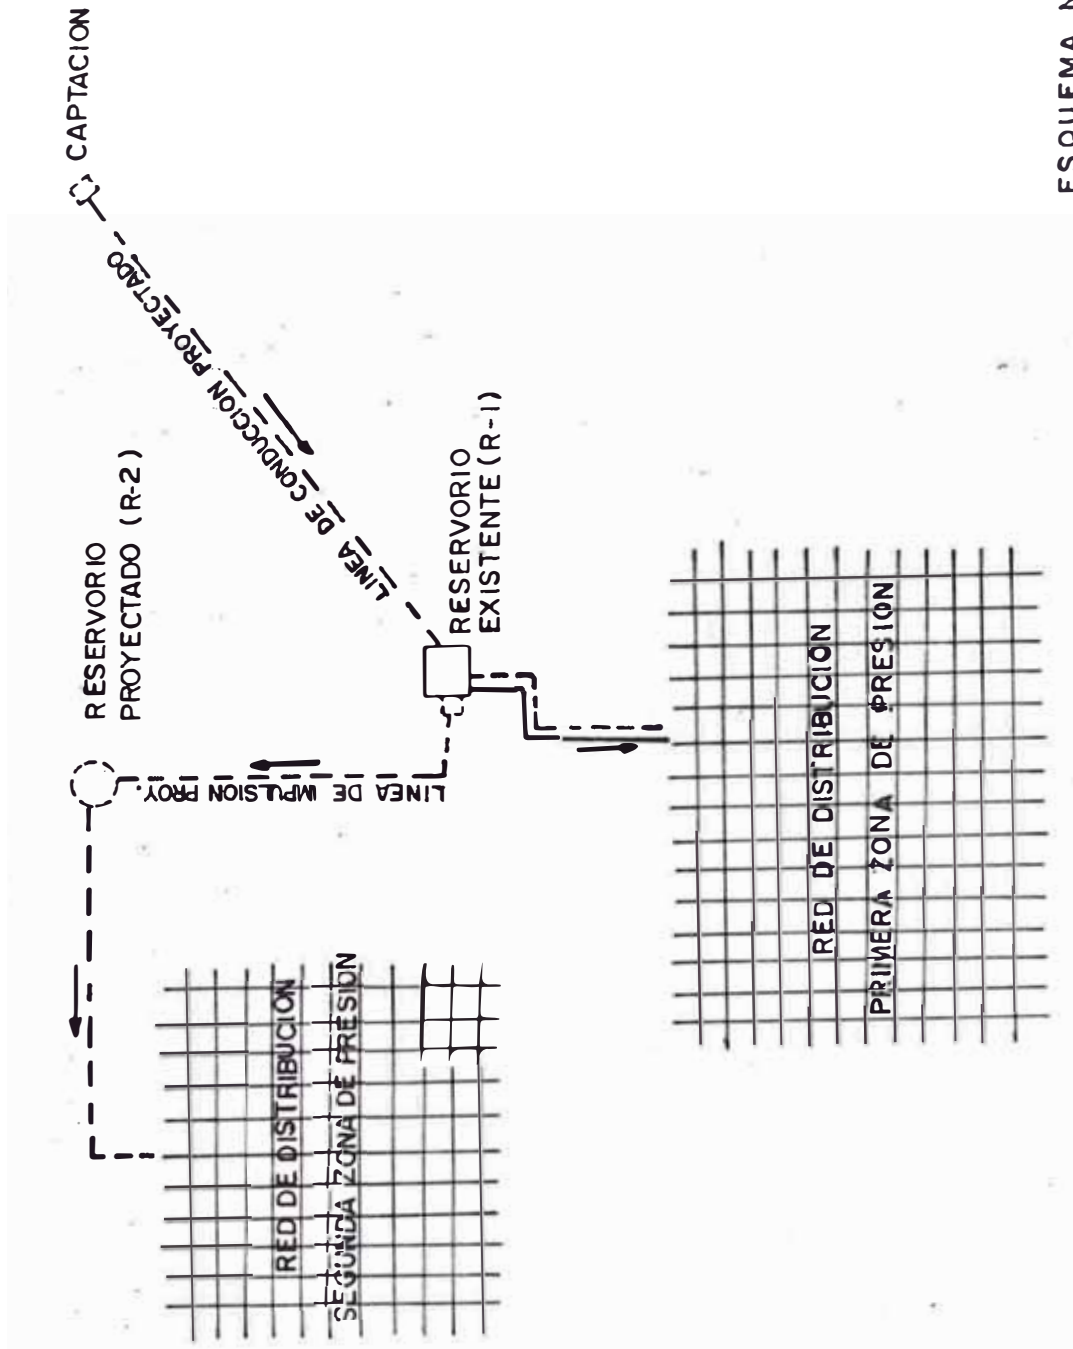 CAPTACION
LINEA DE CONDUCCION PROYECTADO
RESERVORIO
PROYECTADO (R-2)
RESERVORIO
EXISTENTE (R-1)
LINEA DE IMPULSION PROY.
RED DE DISTRIBUCION
SEGUNDA ZONA DE PRESION
RED DE DISTRIBUCION
PRIMERA ZONA DE PRESION
ESQUEMA N